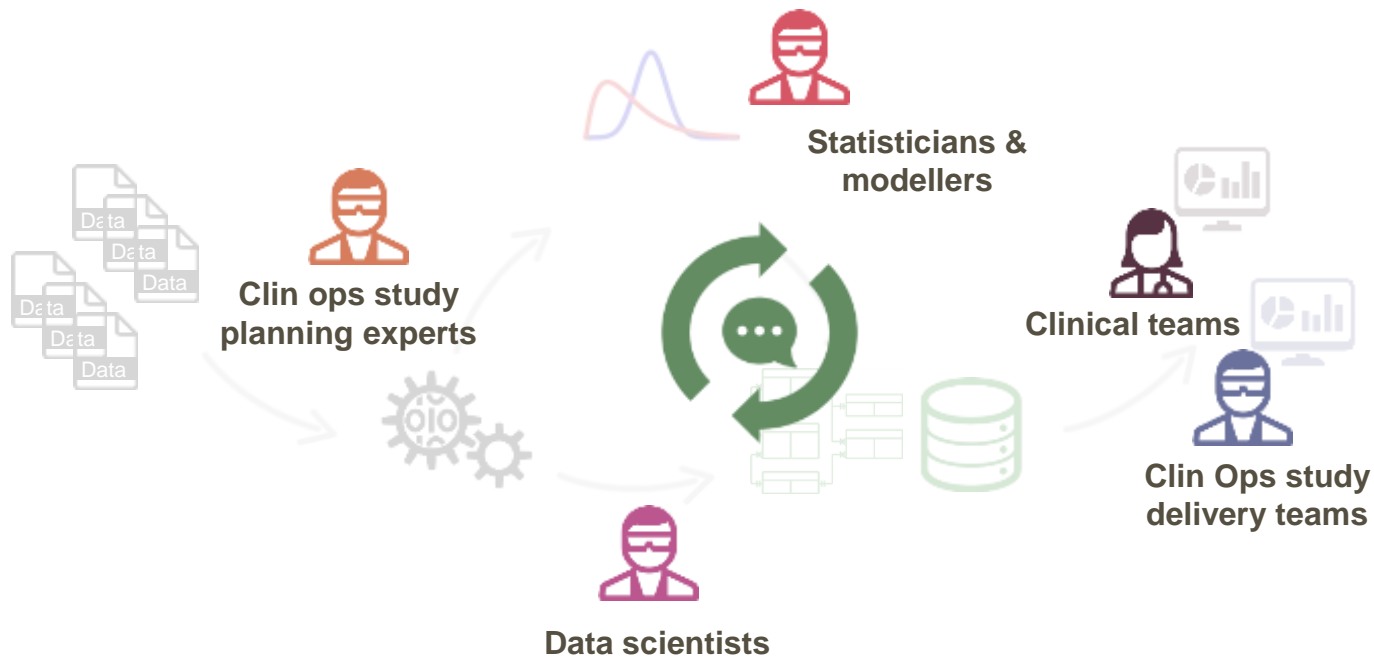 Statisticians &
modellers
Data
Data
Data
Data
Data
Data
Clin ops study
planning experts
Clinical teams
Clin Ops study
delivery teams
Data scientists